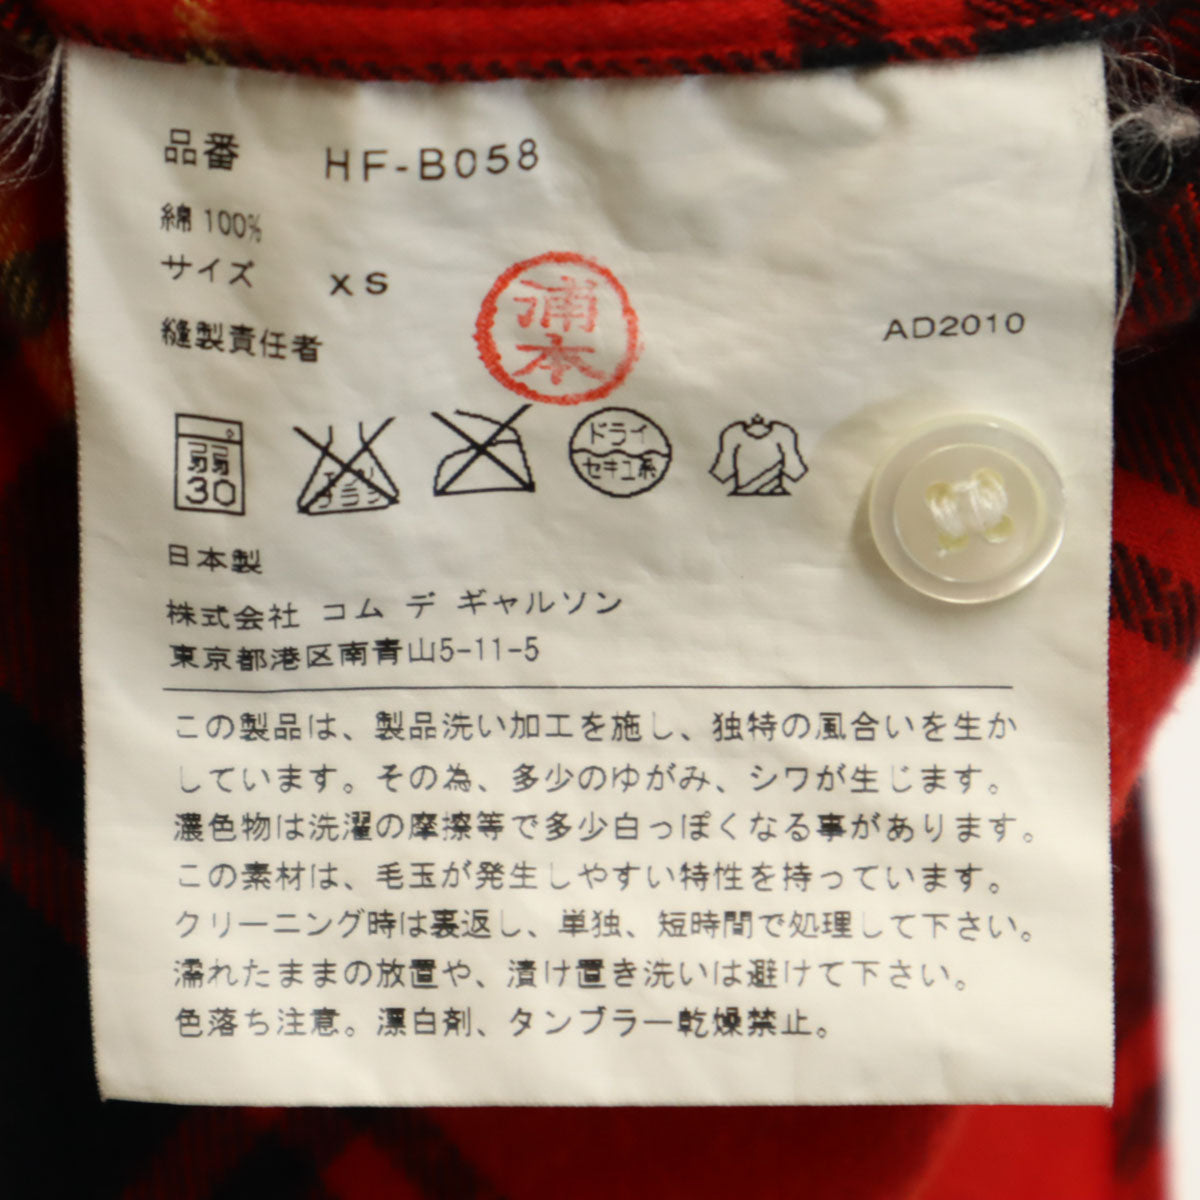 品番 HF-B058
綿 100%
サイズ XS
縫製責任者
浦本
AD2010
弱
30
エンソ
サラシ
ドライ
セキユ系
日本製
株式会社 コム デ ギャルソン
東京都港区南青山5-11-5
この製品は、製品洗い加工を施し、独特の風合いを生か
しています。その為、多少のゆがみ、シワが生じます。
濃色物は洗濯の摩擦等で多少白っぽくなる事があります。
この素材は、毛玉が発生しやすい特性を持っています。
クリーニング時は裏返し、単独、短時間で処理して下さい。
濡れたままの放置や、漬け置き洗いは避けて下さい。
色落ち注意。漂白剤、タンブラー乾燥禁止。